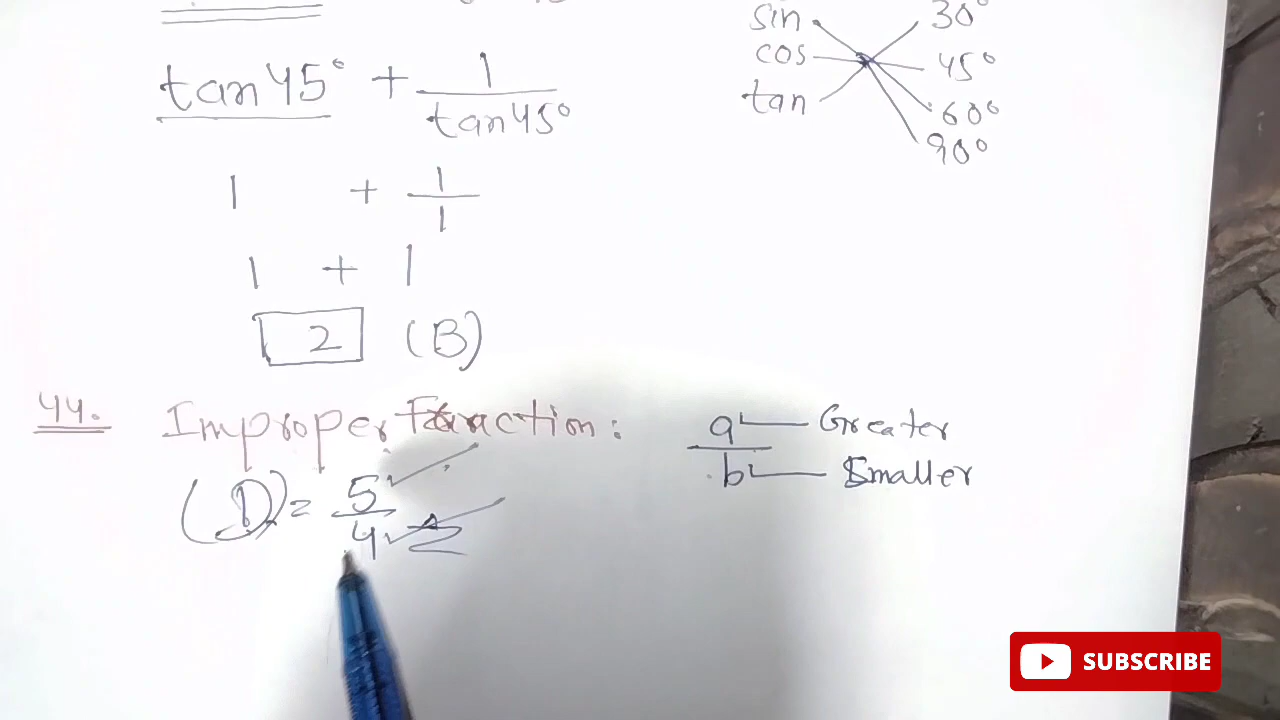 sin 30°
cos 45°
tan 60°
90°
tan45° + 1/tan45°
1 + 1/1
1 + 1
2 (B)
44. Improper Fraction: a/b Greater Smaller
(D) = 5/4
SUBSCRIBE